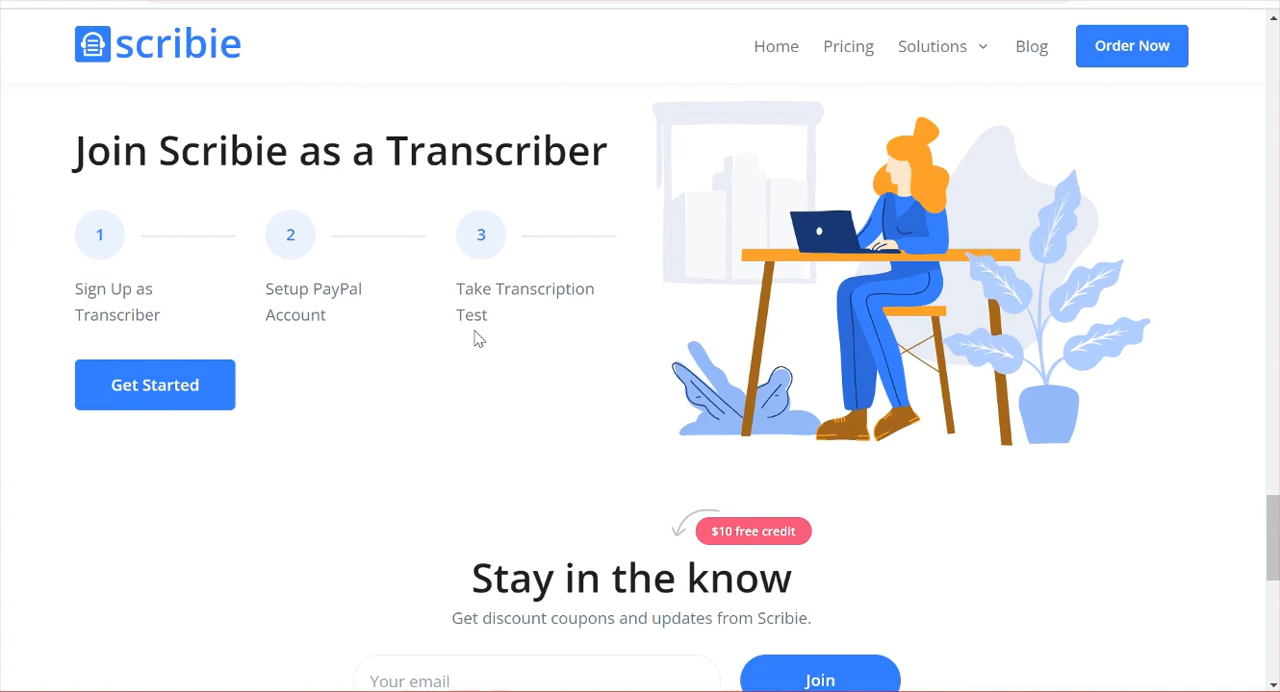 scribie
Home Pricing Solutions Blog Order Now
Join Scribie as a Transcriber
1 2 3
Sign Up as Transcriber
Setup PayPal Account
Take Transcription Test
Get Started
$10 free credit
Stay in the know
Get discount coupons and updates from Scribie.
Your email
Join